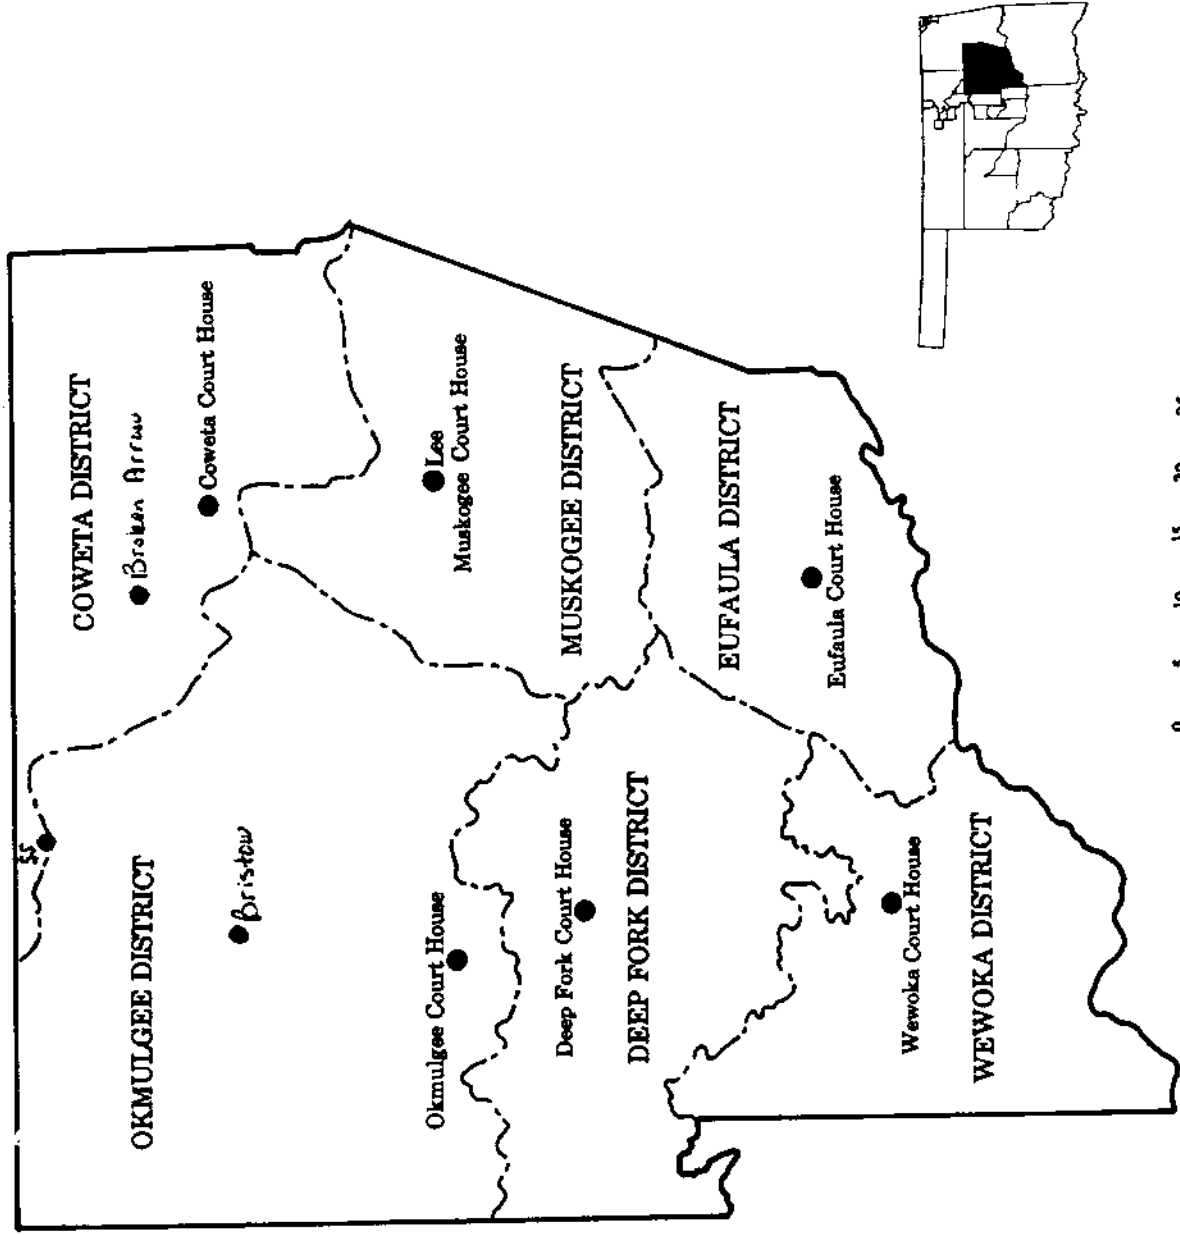 COWETA DISTRICT
Broken Arrow
Coweta Court House
SS
OKMULGEE DISTRICT
Bristow
Lee
Muskogee Court House
MUSKOGEE DISTRICT
Okmulgee Court House
Deep Fork Court House
DEEP FORK DISTRICT
EUFAULA DISTRICT
Eufaula Court House
Wewoka Court House
WEWOKA DISTRICT